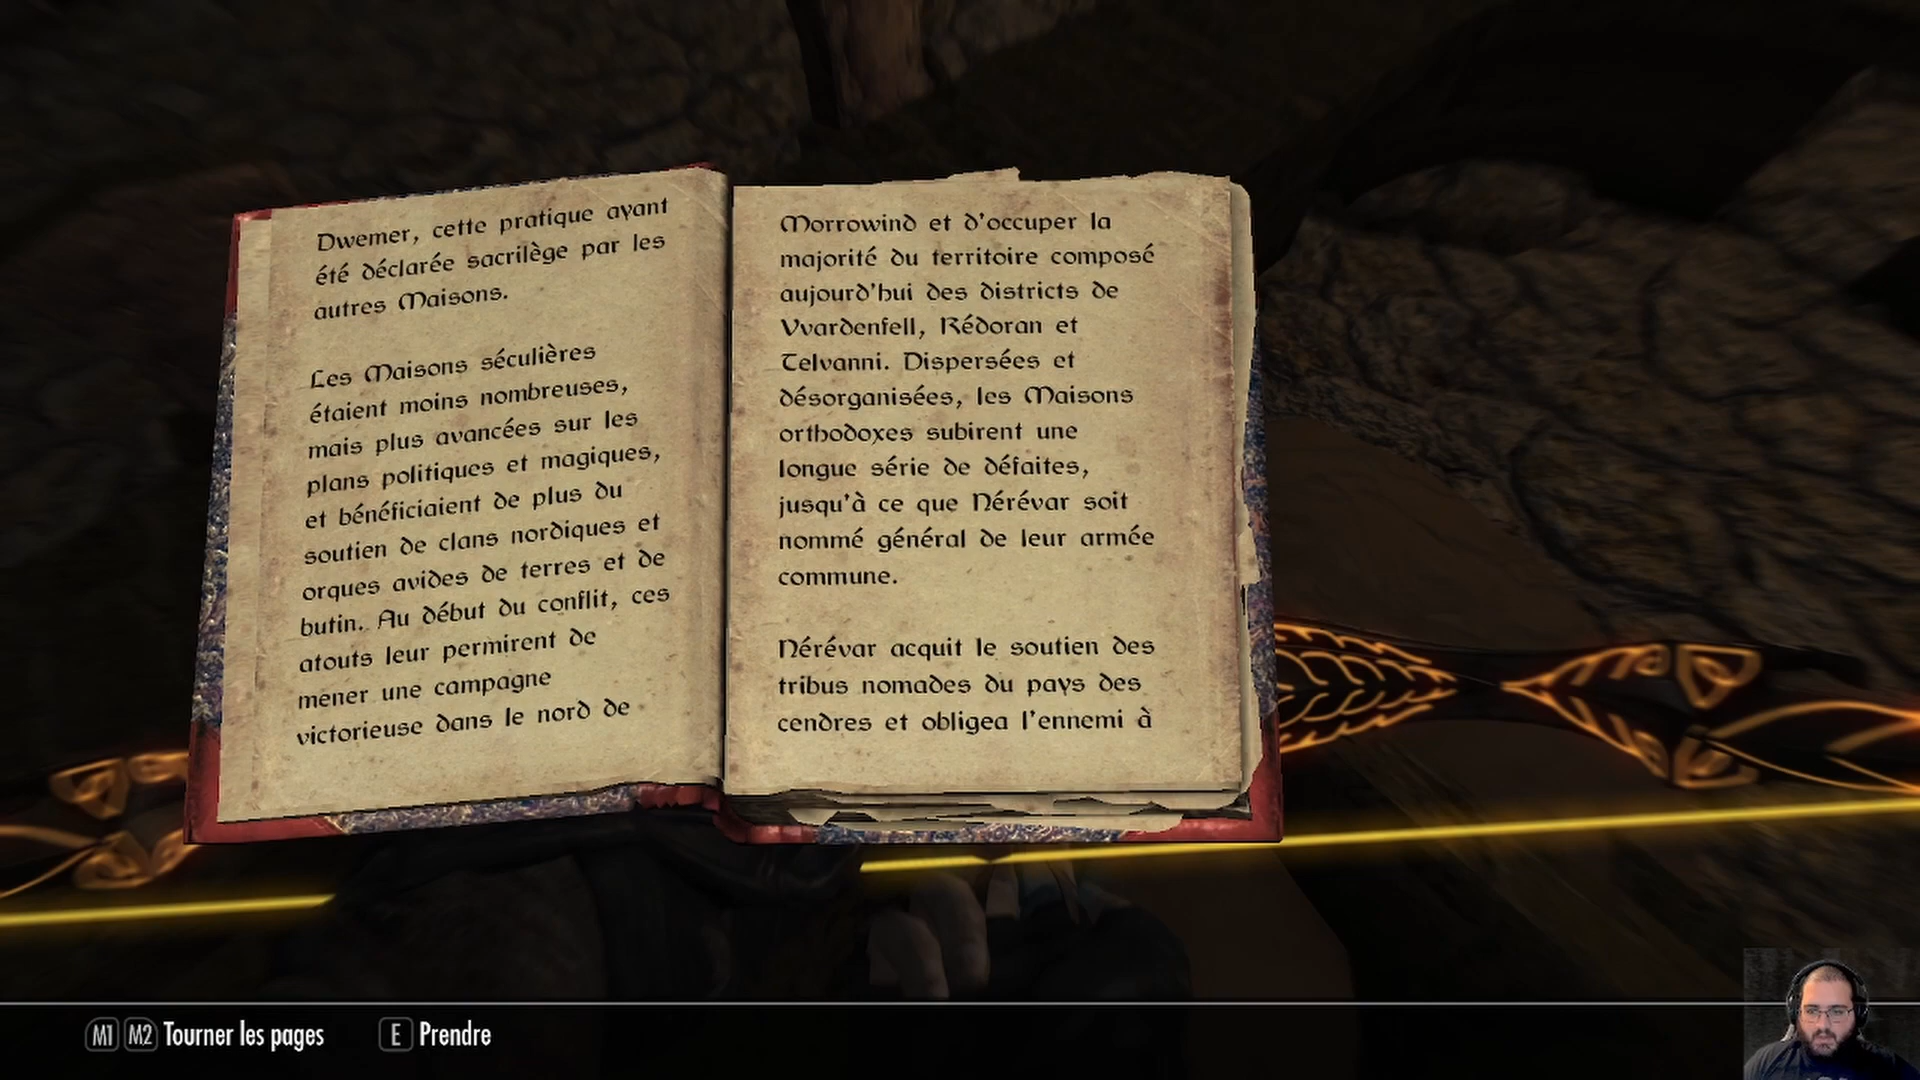 Dwemer, cette pratique ayant
été déclarée sacrilège par les
autres Maisons.
Les Maisons séculières
étaient moins nombreuses,
mais plus avancées sur les
plans politiques et magiques,
et bénéficiaient de plus du
soutien de clans nordiques et
orques avides de terres et de
butin. Au début du conflit, ces
atouts leur permirent de
mener une campagne
victorieuse dans le nord de
Morrowind et d'occuper la
majorité du territoire composé
aujourd'hui des districts de
Vvardenfell, Rédoran et
Telvanni. Dispersées et
désorganisées, les Maisons
orthodoxes subirent une
longue série de défaites,
jusqu'à ce que Nérévar soit
nommé général de leur armée
commune.
Nérévar acquit le soutien des
tribus nomades du pays des
cendres et obligea l'ennemi à
M1 M2 Tourner les pages
E Prendre